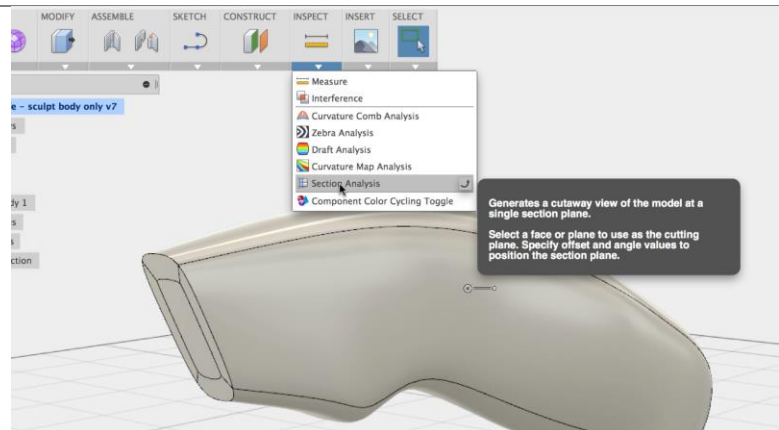 MODIFY ASSEMBLE SKETCH CONSTRUCT INSPECT INSERT SELECT
e – sculpt body only v7
Measure
Interference
Curvature Comb Analysis
Zebra Analysis
Draft Analysis
Curvature Map Analysis
Section Analysis
Component Color Cycling Toggle
dy 1
ction
Generates a cutaway view of the model at a
single section plane.
Select a face or plane to use as the cutting
plane. Specify offset and angle values to
position the section plane.